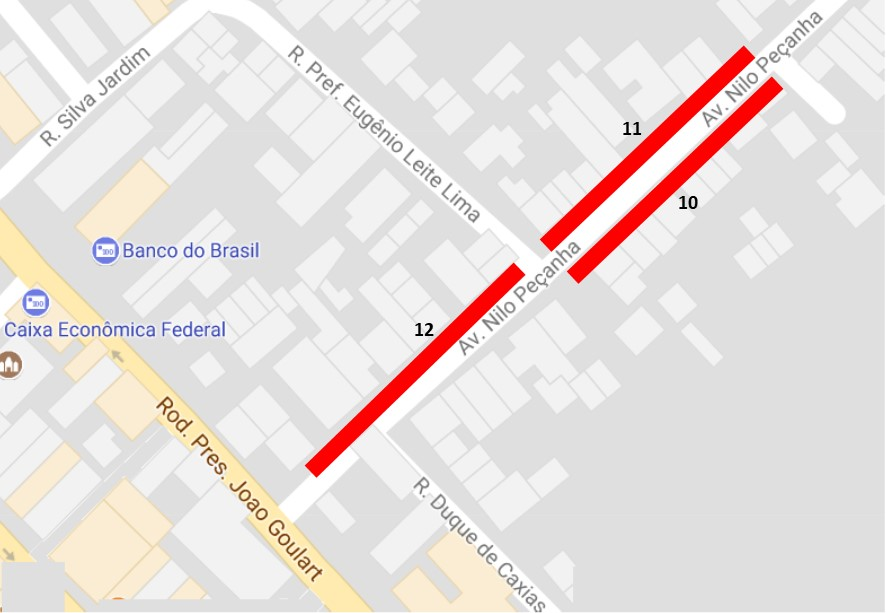 R. Silva Jardim
R. Pref. Eugênio Leite Lima
Av. Nilo Peçanha
11
10
Banco do Brasil
Av. Nilo Peçanha
Caixa Econômica Federal
12
Rod. Pres. Joao Goulart
R. Duque de Caxias